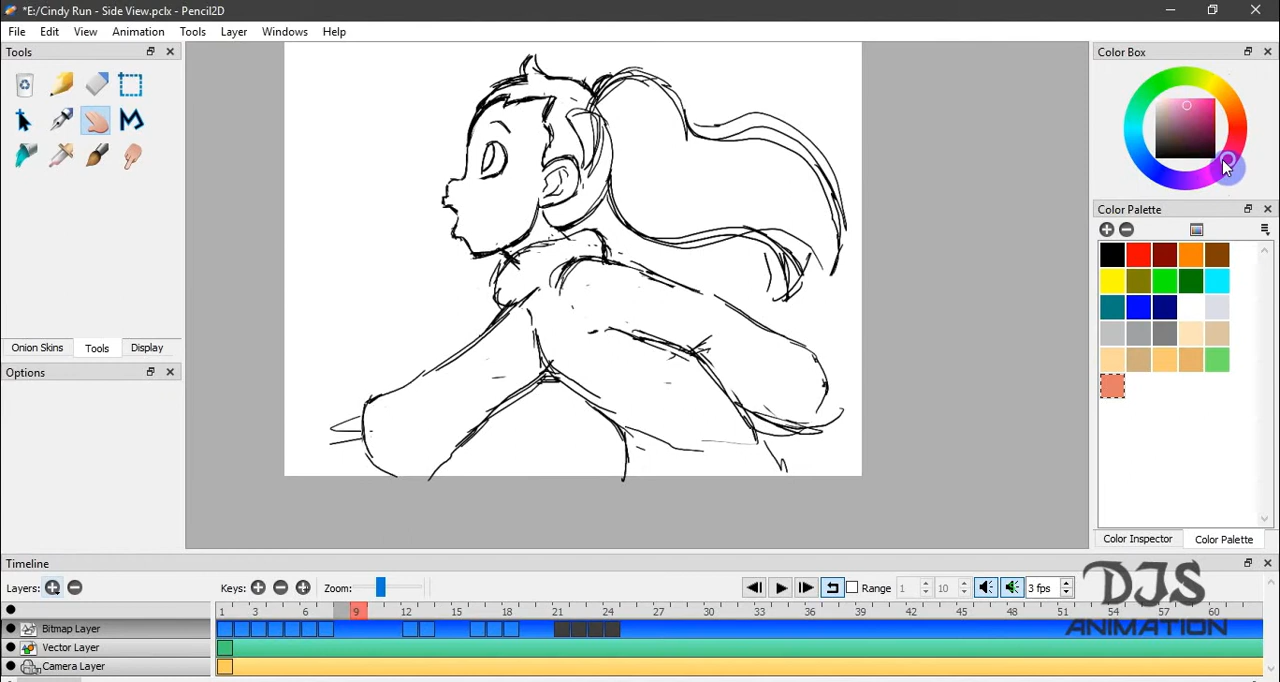 *E:/Cindy Run - Side View.pclx - Pencil2D
File Edit View Animation Tools Layer Windows Help
Tools
Color Box
Color Palette
Onion Skins Tools Display
Options
Color Inspector Color Palette
Timeline
Layers: Keys: Zoom: Range 1 10 3 fps
1 3 6 9 12 15 18 21 24 27 30 33 36 39 42 45 48 51 54 57 60
Bitmap Layer
Vector Layer
Camera Layer
DJS
ANIMATION